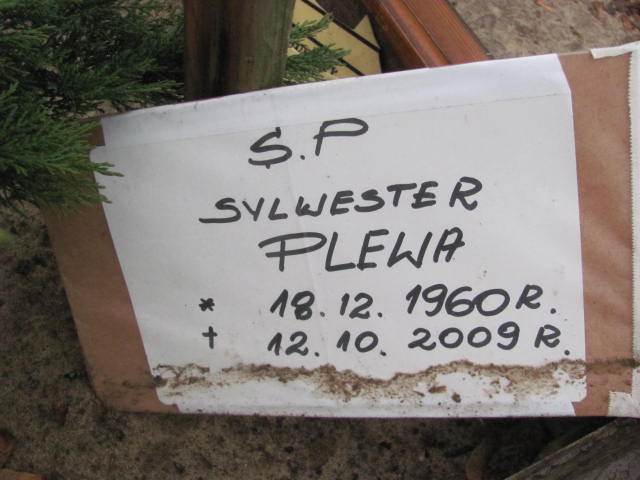 S.P
SYLWESTER
PLEWA
* 18.12.1960R.
† 12.10.2009R.